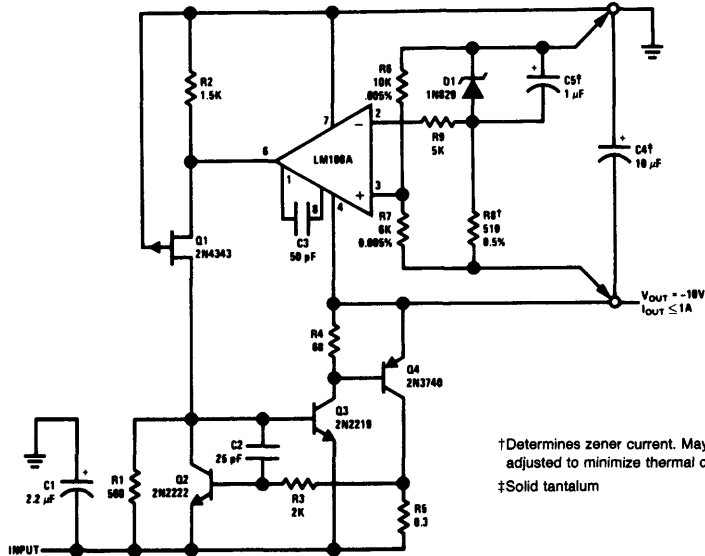 R2
1.5K
7
R6
10K
.005%
D1
1N829
+
C5†
1 μF
2
−
R9
5K
6
LM108A
1
8
C3
50 pF
4
+
3
R7
6K
0.005%
R8†
510
0.5%
+
C4†
10 μF
Q1
2N4343
VOUT = −10V
IOUT ≤ 1A
R4
68
Q4
2N3740
Q3
2N2219
C2
25 pF
+
C1
2.2 μF
R1
560
Q2
2N2222
R3
2K
R5
0.3
INPUT
†Determines zener current. May
adjusted to minimize thermal
‡Solid tantalum